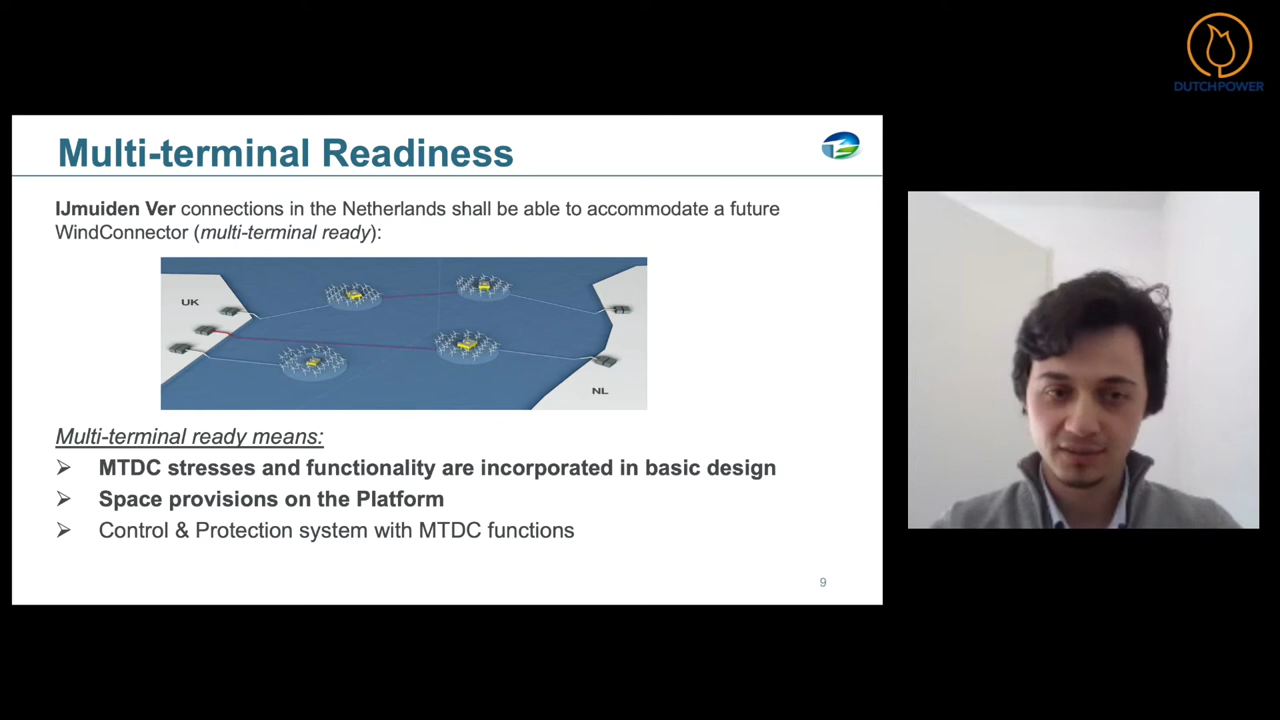 DUTCH POWER
Multi-terminal Readiness
IJmuiden Ver connections in the Netherlands shall be able to accommodate a future
WindConnector (multi-terminal ready):
UK
NL
Multi-terminal ready means:
MTDC stresses and functionality are incorporated in basic design
Space provisions on the Platform
Control & Protection system with MTDC functions
9